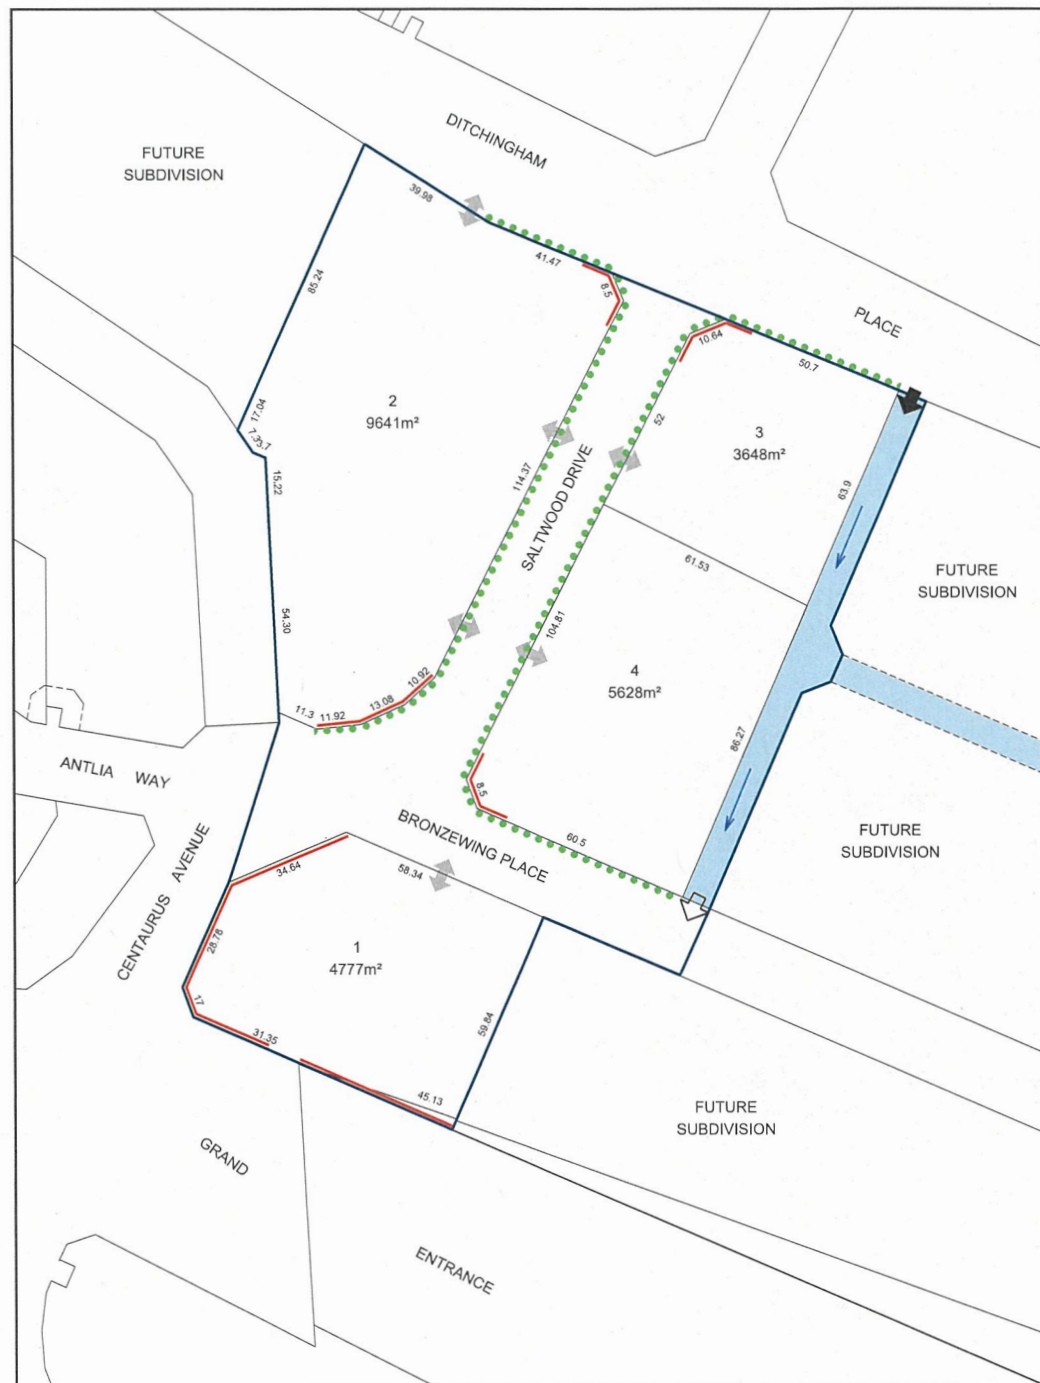 DITCHINGHAM
FUTURE
SUBDIVISION
39.98
41.47
85.24
8.5
PLACE
10.64
50.7
2
9641m²
17.04
52
3
3648m²
15.22
114.37
SALTWOOD DRIVE
63.9
61.53
FUTURE
SUBDIVISION
54.30
104.81
4
5628m²
10.92
11.3
11.92
13.08
86.27
ANTLIA WAY
8.5
BRONZEWING PLACE
60.5
FUTURE
SUBDIVISION
CENTAURUS AVENUE
34.64
58.34
28.78
1
4777m²
17
31.35
59.84
45.13
FUTURE
SUBDIVISION
GRAND
ENTRANCE